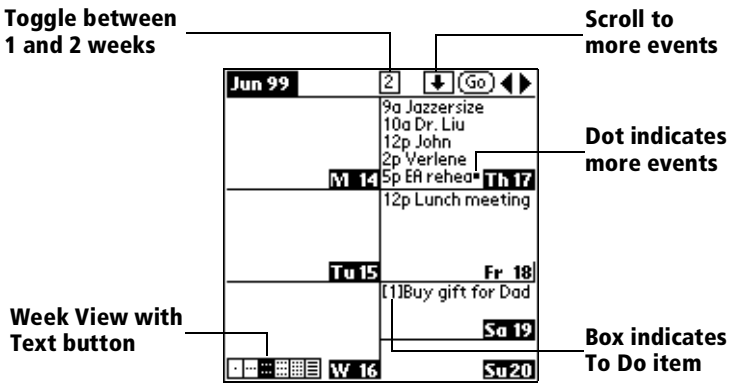 Toggle between
1 and 2 weeks
Scroll to
more events
Jun 99
2
Go
9a Jazzersize
10a Dr. Liu
12p John
2p Verlene
5p EA rehea
M 14
Th 17
Dot indicates
more events
12p Lunch meeting
Tu 15
Fr 18
[1]Buy gift for Dad
Sa 19
Week View with
Text button
W 16
Su 20
Box indicates
To Do item